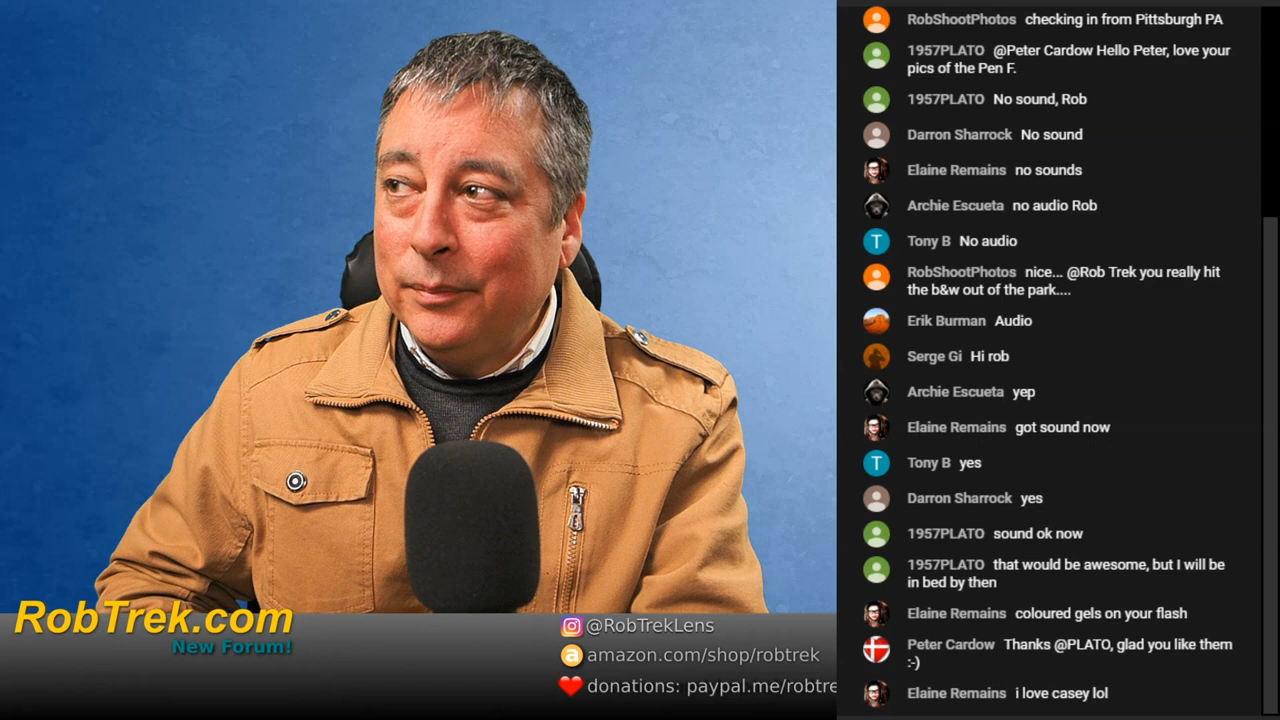 RobTrek.com
New Forum!
@RobTrekLens
a
amazon.com/shop/robtrek
donations: paypal.me/robtre
RobShootPhotos checking in from Pittsburgh PA
1957PLATO @Peter Cardow Hello Peter, love your
pics of the Pen F.
1957PLATO No sound, Rob
Darron Sharrock No sound
Elaine Remains no sounds
Archie Escueta no audio Rob
T
Tony B No audio
RobShootPhotos nice... @Rob Trek you really hit
the b&w out of the park....
Erik Burman Audio
Serge Gi Hi rob
Archie Escueta yep
Elaine Remains got sound now
T
Tony B yes
Darron Sharrock yes
1957PLATO sound ok now
1957PLATO that would be awesome, but I will be
in bed by then
Elaine Remains coloured gels on your flash
Peter Cardow Thanks @PLATO, glad you like them
:-)
Elaine Remains i love casey lol